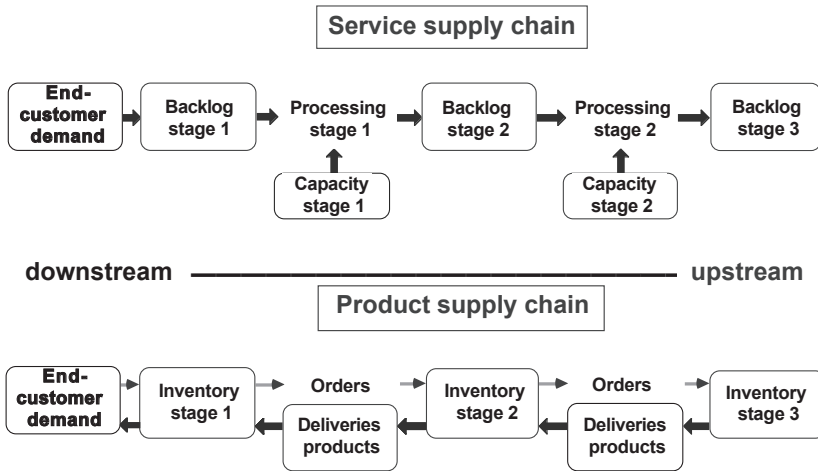 Service supply chain
End-
customer
demand
Backlog
stage 1
Processing
stage 1
Backlog
stage 2
Processing
stage 2
Backlog
stage 3
Capacity
stage 1
Capacity
stage 2
downstream
upstream
Product supply chain
End-
customer
demand
Inventory
stage 1
Orders
Deliveries
products
Inventory
stage 2
Orders
Deliveries
products
Inventory
stage 3